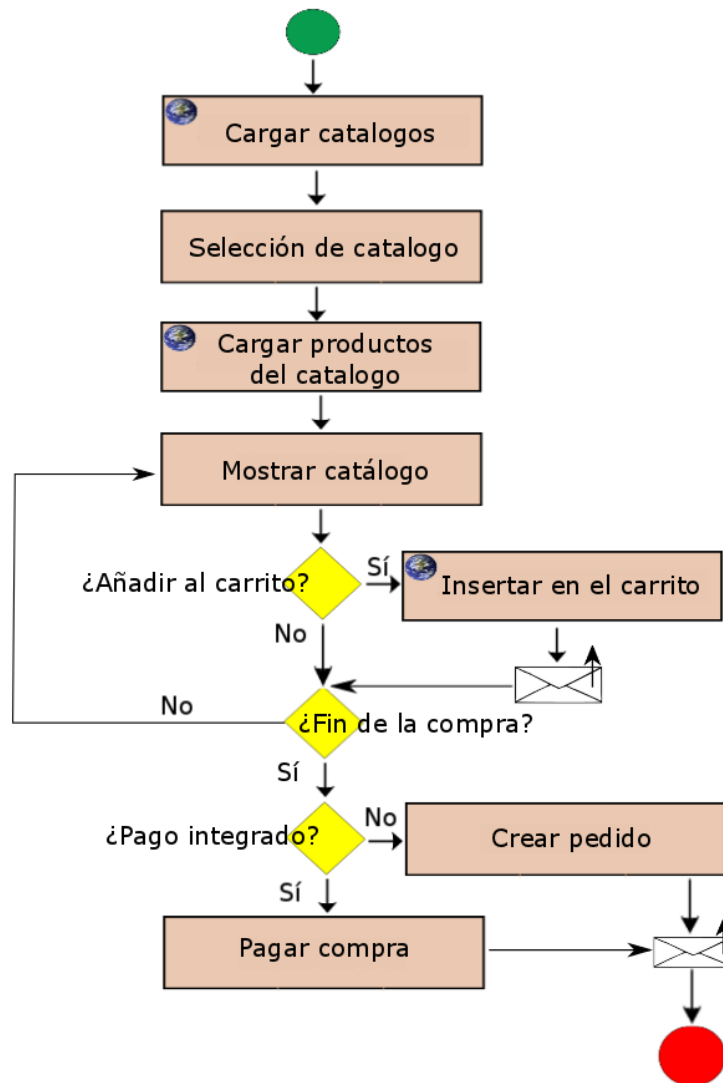 Cargar catalogos
Selección de catalogo
Cargar productos
del catalogo
Mostrar catálogo
¿Añadir al carrito?
Sí
Insertar en el carrito
No
No
¿Fin de la compra?
Sí
¿Pago integrado?
No
Crear pedido
Sí
Pagar compra